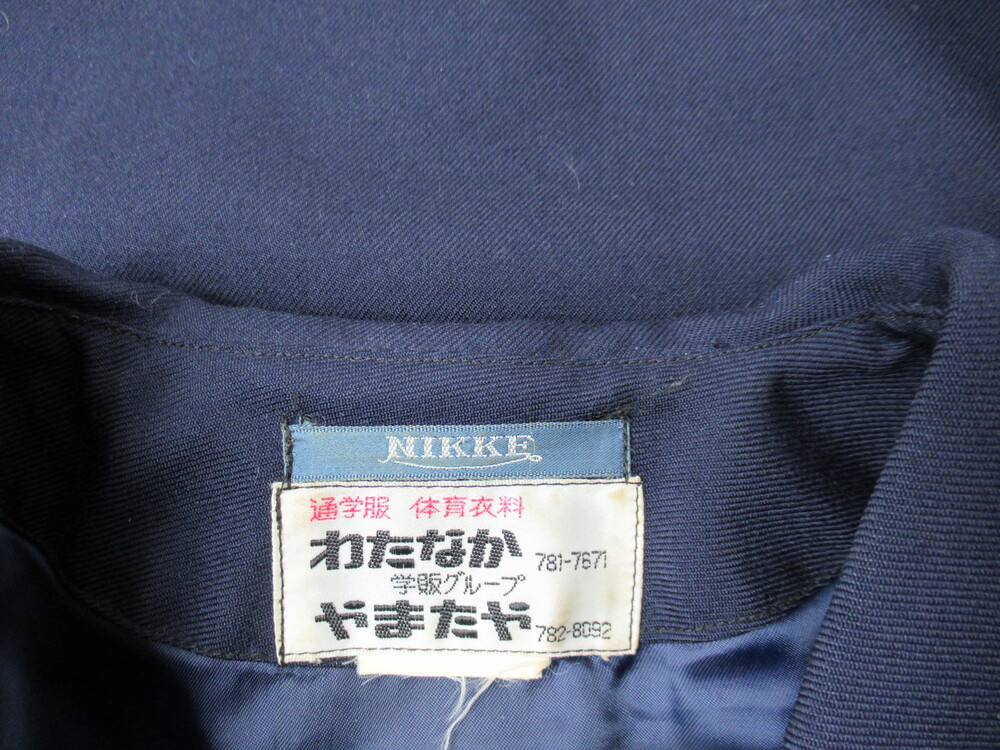 NIKKE
通学服 体育衣料
わたなか 781-7671
学販グループ
やまたや 782-8092